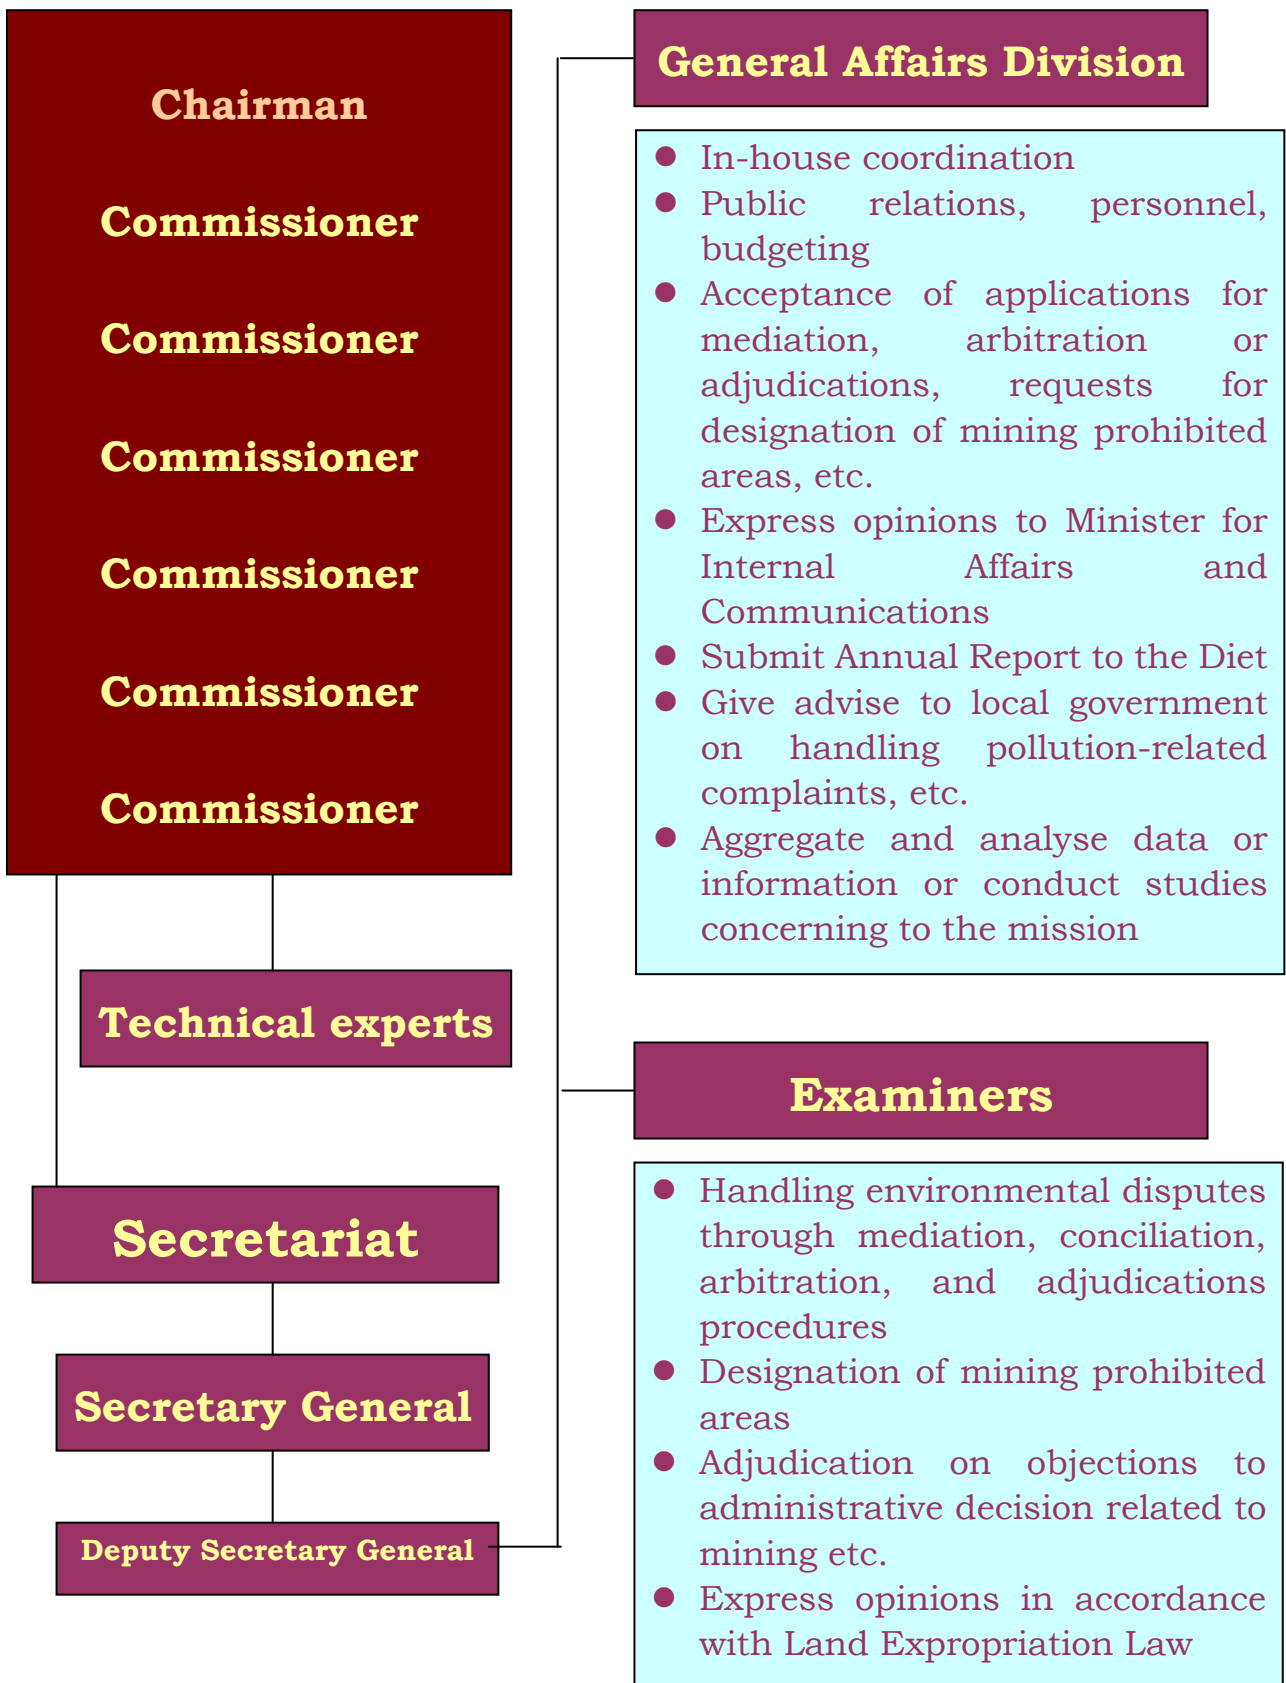 Chairman
Commissioner
Commissioner
Commissioner
Commissioner
Commissioner
Commissioner
Technical experts
Secretariat
Secretary General
Deputy Secretary General
General Affairs Division
● In-house coordination
● Public relations, personnel,
budgeting
● Acceptance of applications for
mediation, arbitration or
adjudications, requests for
designation of mining prohibited
areas, etc.
● Express opinions to Minister for
Internal Affairs and
Communications
● Submit Annual Report to the Diet
● Give advise to local government
on handling pollution-related
complaints, etc.
● Aggregate and analyse data or
information or conduct studies
concerning to the mission
Examiners
● Handling environmental disputes
through mediation, conciliation,
arbitration, and adjudications
procedures
● Designation of mining prohibited
areas
● Adjudication on objections to
administrative decision related to
mining etc.
● Express opinions in accordance
with Land Expropriation Law